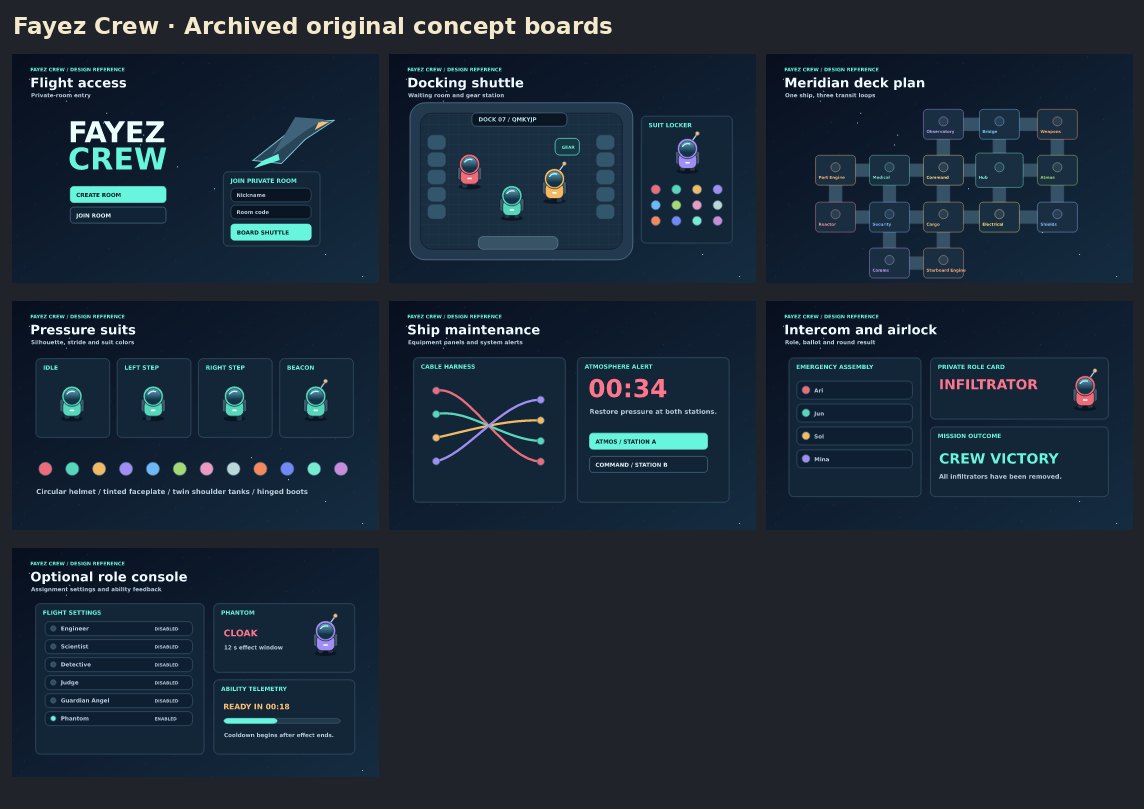 Fayez Crew · Archived original concept boards
FAYEZ CREW / DESIGN REFERENCE
Flight access
Private-room entry
FAYEZ
CREW
CREATE ROOM
JOIN ROOM
JOIN PRIVATE ROOM
Nickname
Room code
BOARD SHUTTLE
FAYEZ CREW / DESIGN REFERENCE
Docking shuttle
Waiting room and gear station
DOCK 07 / QMKYJP
GEAR
SUIT LOCKER
FAYEZ CREW / DESIGN REFERENCE
Meridian deck plan
One ship, three transit loops
Observatory
Bridge
Weapons
Port Engine
Medical
Command
Hub
Atmos
Reactor
Security
Cargo
Electrical
Shields
Comms
Starboard Engine
FAYEZ CREW / DESIGN REFERENCE
Pressure suits
Silhouette, stride and suit colors
IDLE
LEFT STEP
RIGHT STEP
BEACON
Circular helmet / tinted faceplate / twin shoulder tanks / hinged boots
FAYEZ CREW / DESIGN REFERENCE
Ship maintenance
Equipment panels and system alerts
CABLE HARNESS
ATMOSPHERE ALERT
00:34
Restore pressure at both stations.
ATMOS / STATION A
COMMAND / STATION B
FAYEZ CREW / DESIGN REFERENCE
Intercom and airlock
Role, ballot and round result
EMERGENCY ASSEMBLY
Ari
Jun
Sol
Mina
PRIVATE ROLE CARD
INFILTRATOR
MISSION OUTCOME
CREW VICTORY
All infiltrators have been removed.
FAYEZ CREW / DESIGN REFERENCE
Optional role console
Assignment settings and ability feedback
FLIGHT SETTINGS
Engineer DISABLED
Scientist DISABLED
Detective DISABLED
Judge DISABLED
Guardian Angel DISABLED
Phantom ENABLED
PHANTOM
CLOAK
12 s effect window
ABILITY TELEMETRY
READY IN 00:18
Cooldown begins after effect ends.